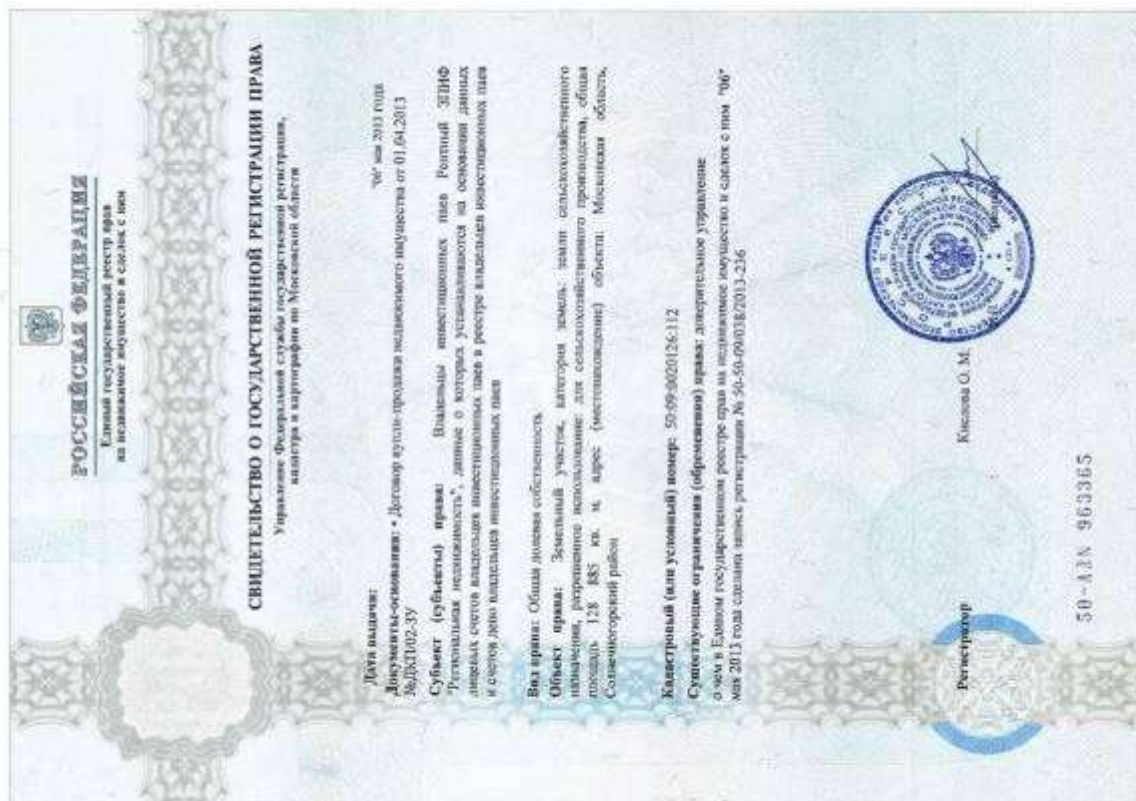 РОССИЙСКАЯ ФЕДЕРАЦИЯ
Единый государственный реестр прав
на недвижимое имущество и сделок с ним
СВИДЕТЕЛЬСТВО О ГОСУДАРСТВЕННОЙ РЕГИСТРАЦИИ ПРАВА
Управление Федеральной службы государственной регистрации,
кадастра и картографии по Московской области
Дата выдачи: "06" мая 2013 года
Документы-основания: • Договор купли-продажи недвижимого имущества от 01.04.2013
№ДКП/02-ЗУ
Субъект (субъекты) права: Владельцы инвестиционных паев Рентный ЗПИФ
"Региональная недвижимость", данные о которых устанавливаются на основании данных
лицевых счетов владельцев инвестиционных паев в реестре владельцев инвестиционных паев
и счетов депо владельцев инвестиционных паев
Вид права: Общая долевая собственность
Объект права: Земельный участок, категория земель: земли сельскохозяйственного
назначения, разрешенное использование: для сельскохозяйственного производства, общая
площадь 128 885 кв. м, адрес (местонахождение) объекта: Московская область,
Солнечногорский район
Кадастровый (или условный) номер: 50:09:0020126:112
Существующие ограничения (обременения) права: доверительное управление
о чем в Едином государственном реестре прав на недвижимое имущество и сделок с ним "06"
мая 2013 года сделана запись регистрации № 50-50-09/038/2013-236
Регистратор Кислова О. М.
963365